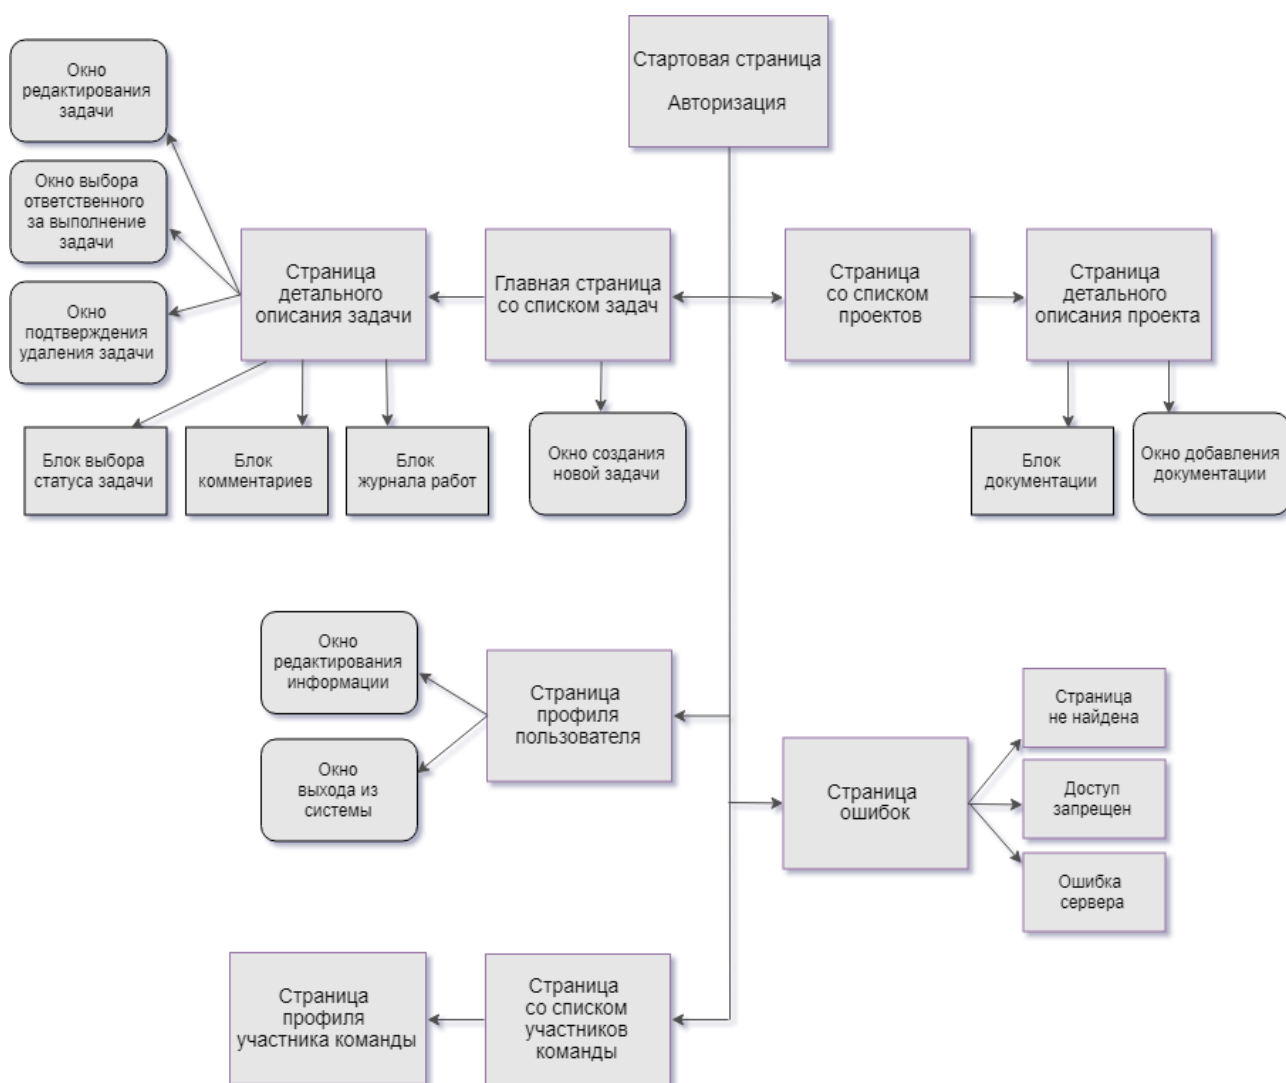 Стартовая страница
Авторизация
Окно
редактирования
задачи
Окно выбора
ответственного
за выполнение
задачи
Окно
подтверждения
удаления задачи
Страница
детального
описания задачи
Главная страница
со списком задач
Страница
со списком
проектов
Страница
детального
описания проекта
Блок выбора
статуса задачи
Блок
комментариев
Блок
журнала работ
Окно создания
новой задачи
Блок
документации
Окно добавления
документации
Окно
редактирования
информации
Окно
выхода из
системы
Страница
профиля
пользователя
Страница
ошибок
Страница
не найдена
Доступ
запрещен
Ошибка
сервера
Страница
профиля
участника команды
Страница
со списком
участников
команды